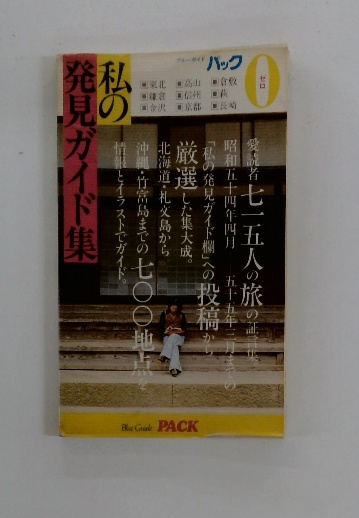 ブルーガイド
パック
0
ゼロ
東北 高山 倉敷
鎌倉 信州 萩
金沢 京都 長崎
私の
発見ガイド集
愛読者七一五人の旅の証言集
昭和五十四年四月――五十五年三月までの
「私の発見ガイド欄」への投稿から
厳選した集大成。
北海道・礼文島から
沖縄・竹富島までの七〇〇地点を
情報とイラストでガイド。
Blue Guide PACK